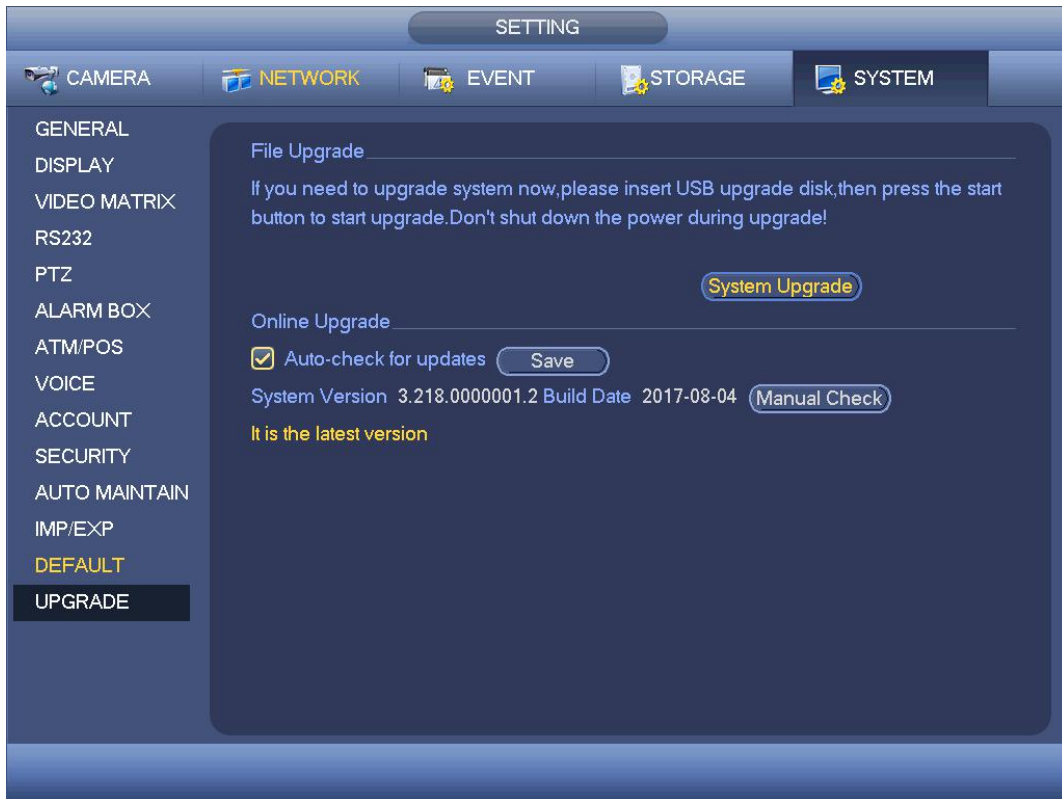 SETTING
CAMERA NETWORK EVENT STORAGE SYSTEM
GENERAL
DISPLAY
VIDEO MATRIX
RS232
PTZ
ALARM BOX
ATM/POS
VOICE
ACCOUNT
SECURITY
AUTO MAINTAIN
IMP/EXP
DEFAULT
UPGRADE
File Upgrade
If you need to upgrade system now,please insert USB upgrade disk,then press the start
button to start upgrade.Don't shut down the power during upgrade!
System Upgrade
Online Upgrade
Auto-check for updates Save
System Version 3.218.0000001.2 Build Date 2017-08-04 Manual Check
It is the latest version